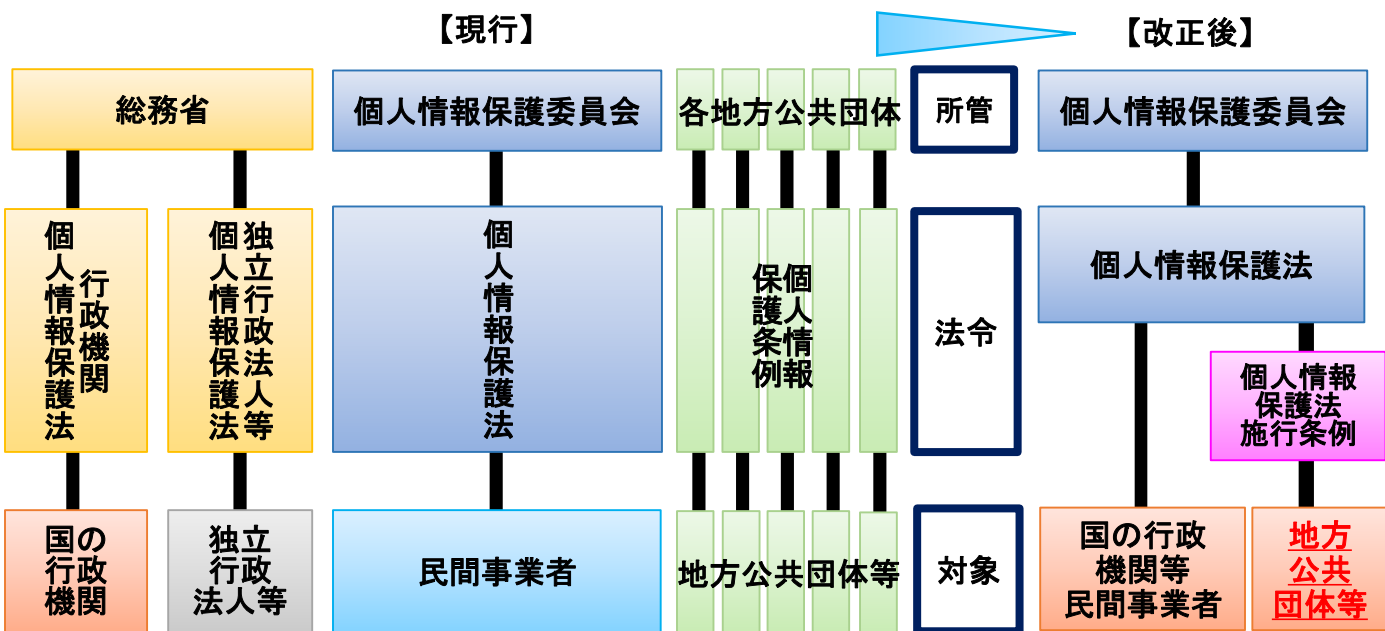 【現行】
【改正後】
総務省
個人情報保護委員会
各地方公共団体
所管
個人情報保護委員会
行政機関
個人情報保護法
独立行政法人等
個人情報保護法
個人情報保護法
個人情報
保護条例
法令
個人情報保護法
個人情報
保護法
施行条例
国の
行政
機関
独立
行政
法人等
民間事業者
地方公共団体等
対象
国の行政
機関等
民間事業者
地方
公共
団体等